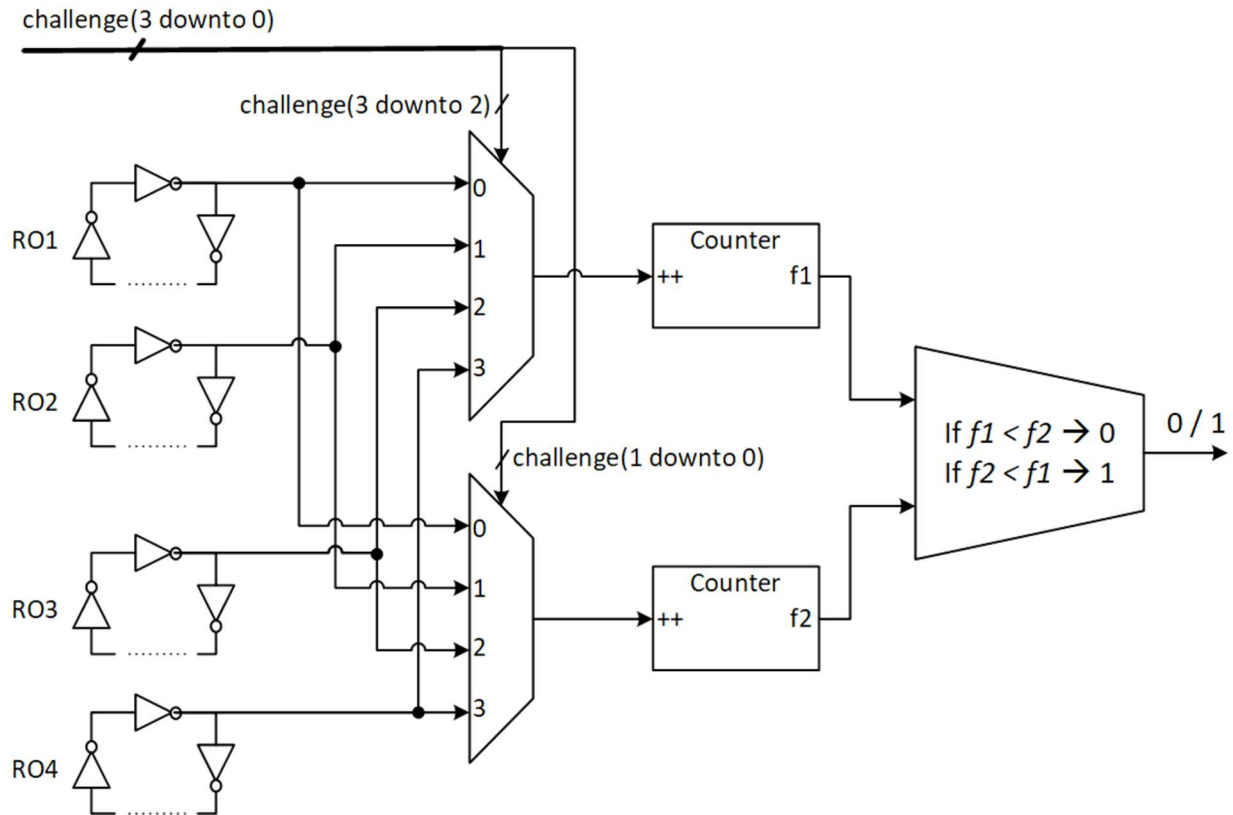 challenge(3 downto 0)
challenge(3 downto 2)
RO1
0
1
2
3
Counter
++ f1
RO2
If f1 < f2 → 0
If f2 < f1 → 1
0 / 1
challenge(1 downto 0)
RO3
0
1
2
3
Counter
++ f2
RO4